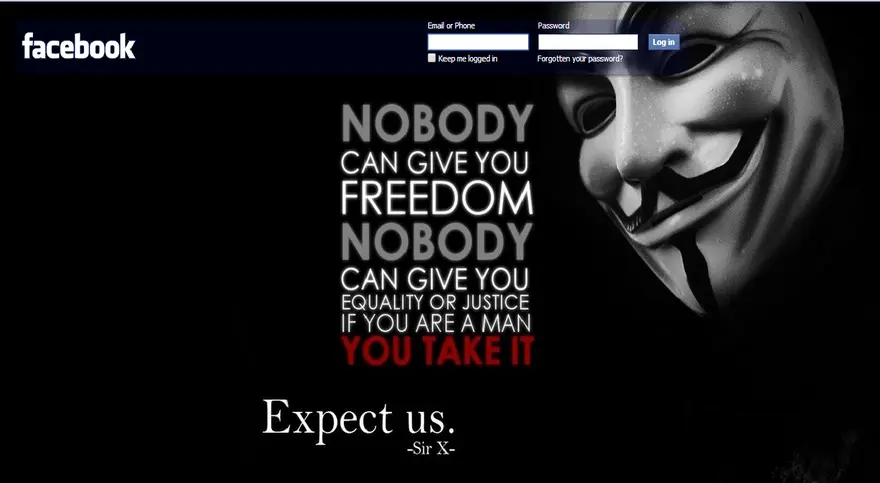 facebook
Email or Phone
Password
Log in
Keep me logged in
Forgotten your password?
NOBODY
CAN GIVE YOU
FREEDOM
NOBODY
CAN GIVE YOU
EQUALITY OR JUSTICE
IF YOU ARE A MAN
YOU TAKE IT
Expect us.
-Sir X-